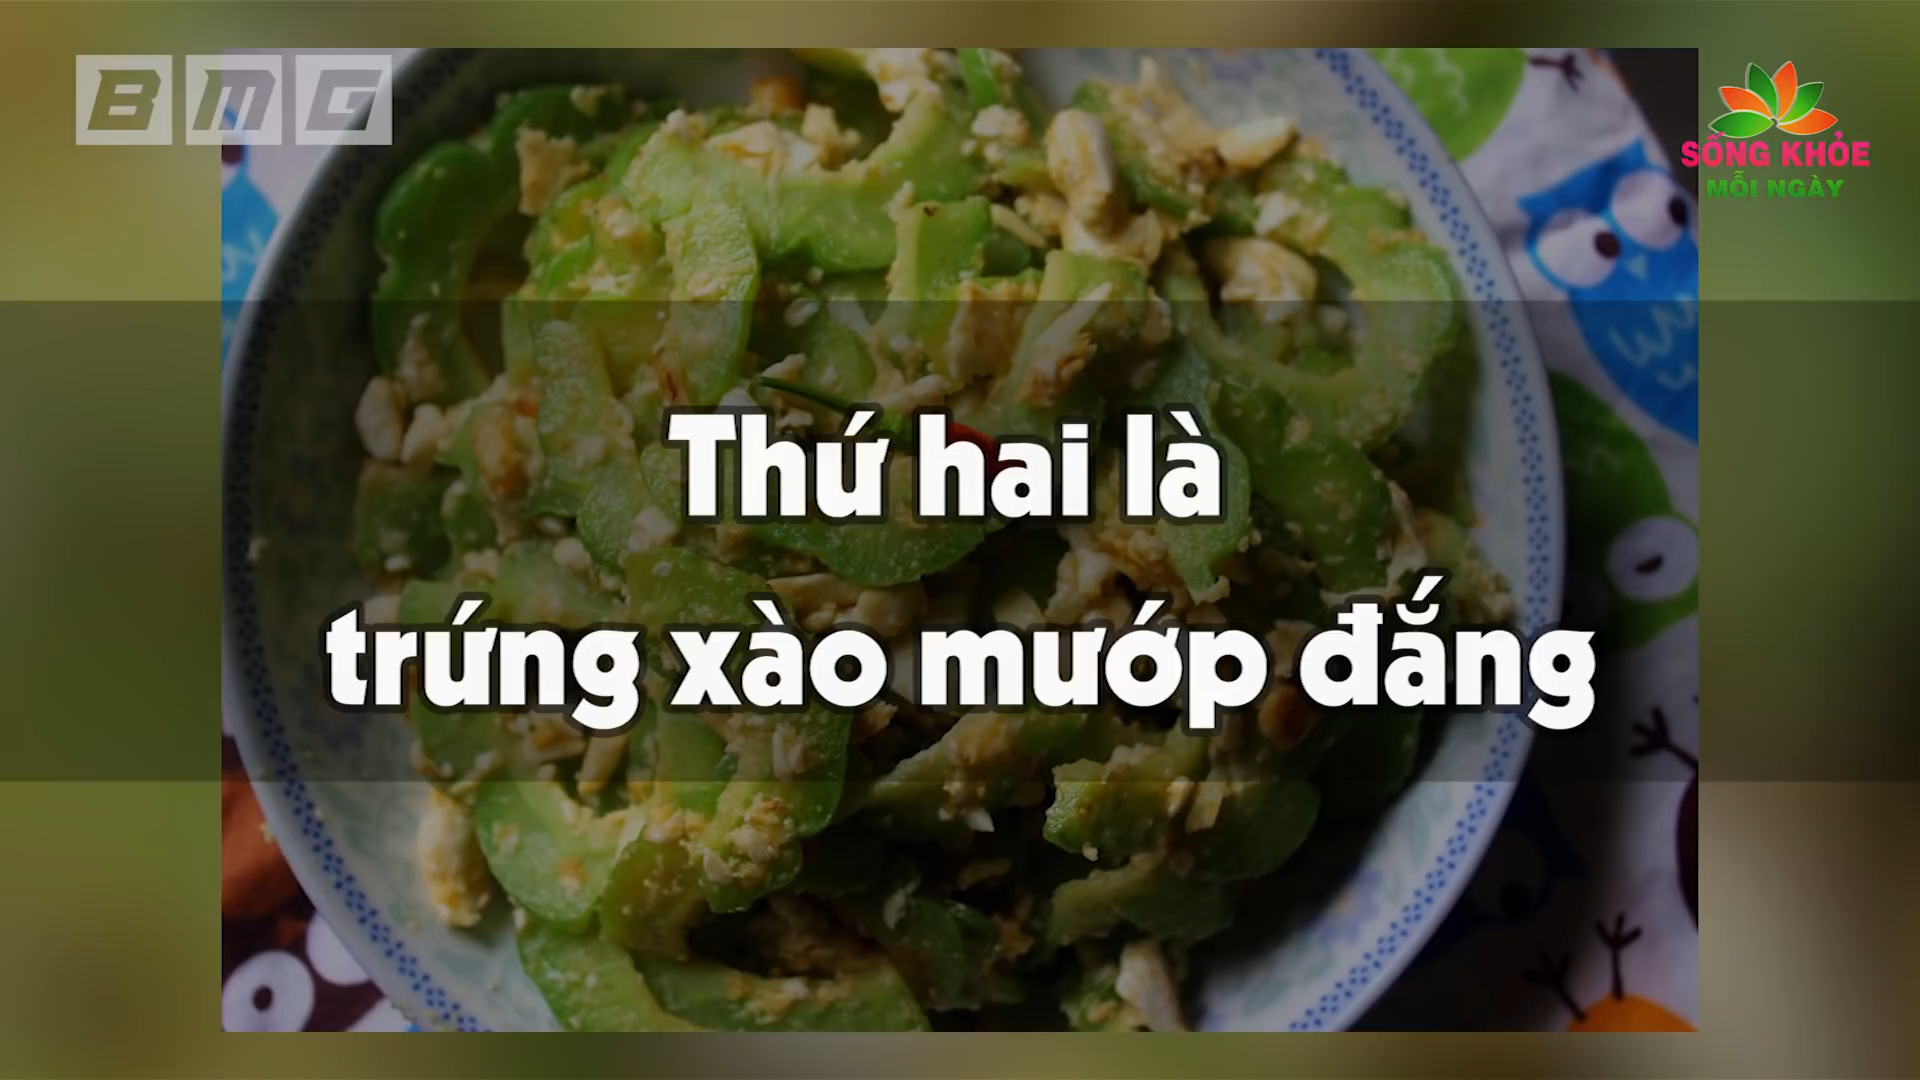 BMG
SỐNG KHỎE
MỖI NGÀY
Thứ hai là
trứng xào mướp đắng